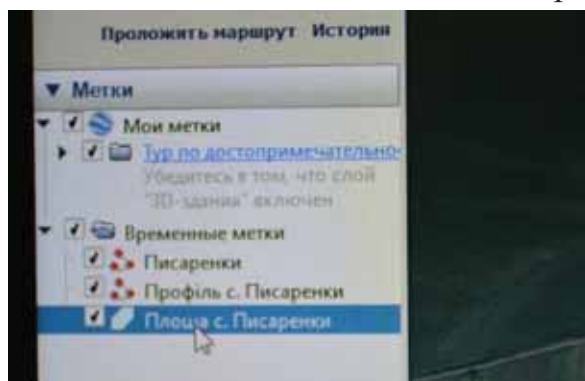 Проложить маршрут История
Метки
Мои метки
Тур по достопримечательно
Убедитесь в том, что слой
"3D-здания" включен
Временные метки
Писаренки
Профіль с. Писаренки
Площа с. Писаренки